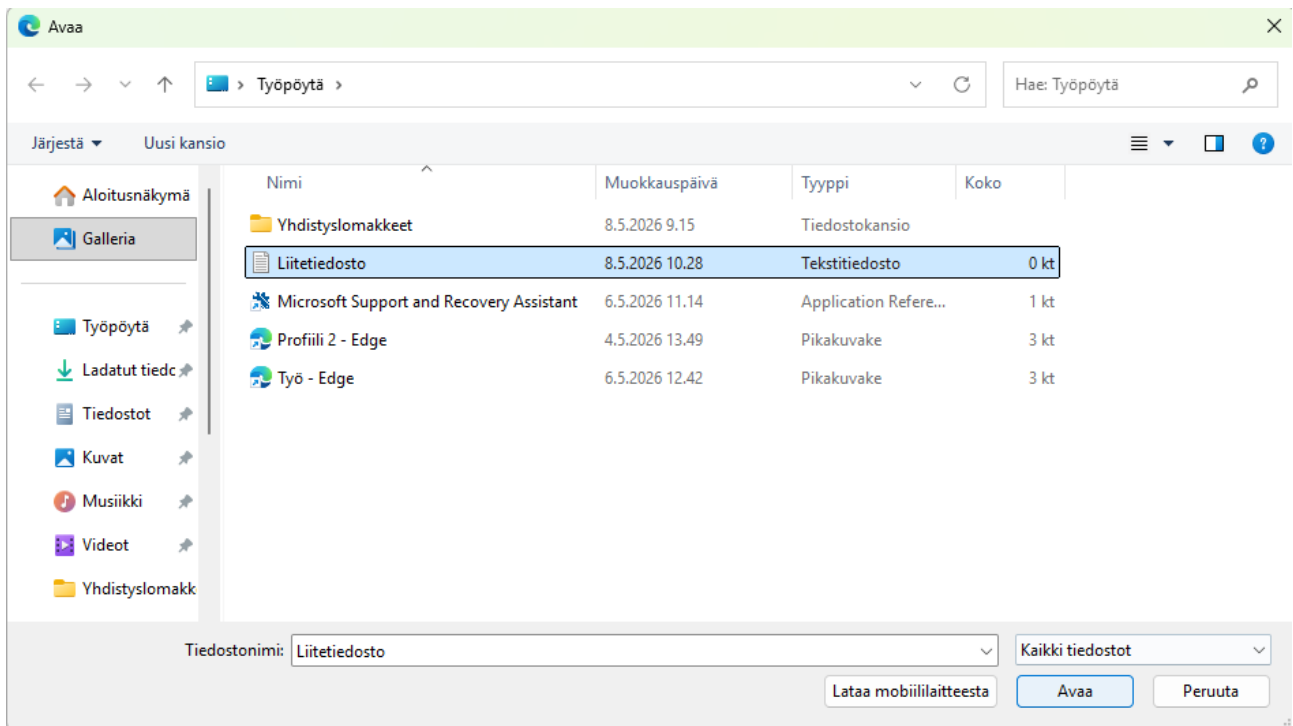 Avaa
Työpöytä
Hae: Työpöytä
Järjestä Uusi kansio
Aloitusnäkymä
Galleria
Työpöytä
Ladatut tiedc
Tiedostot
Kuvat
Musiikki
Videot
Yhdistyslomakk
Nimi Muokkauspäivä Tyyppi Koko
Yhdistyslomakkeet 8.5.2026 9.15 Tiedostokansio
Liitetiedosto 8.5.2026 10.28 Tekstitiedosto 0 kt
Microsoft Support and Recovery Assistant 6.5.2026 11.14 Application Refere... 1 kt
Profiili 2 - Edge 4.5.2026 13.49 Pikakuvake 3 kt
Työ - Edge 6.5.2026 12.42 Pikakuvake 3 kt
Tiedostonimi: Liitetiedosto Kaikki tiedostot
Lataa mobiililaitteesta Avaa Peruuta